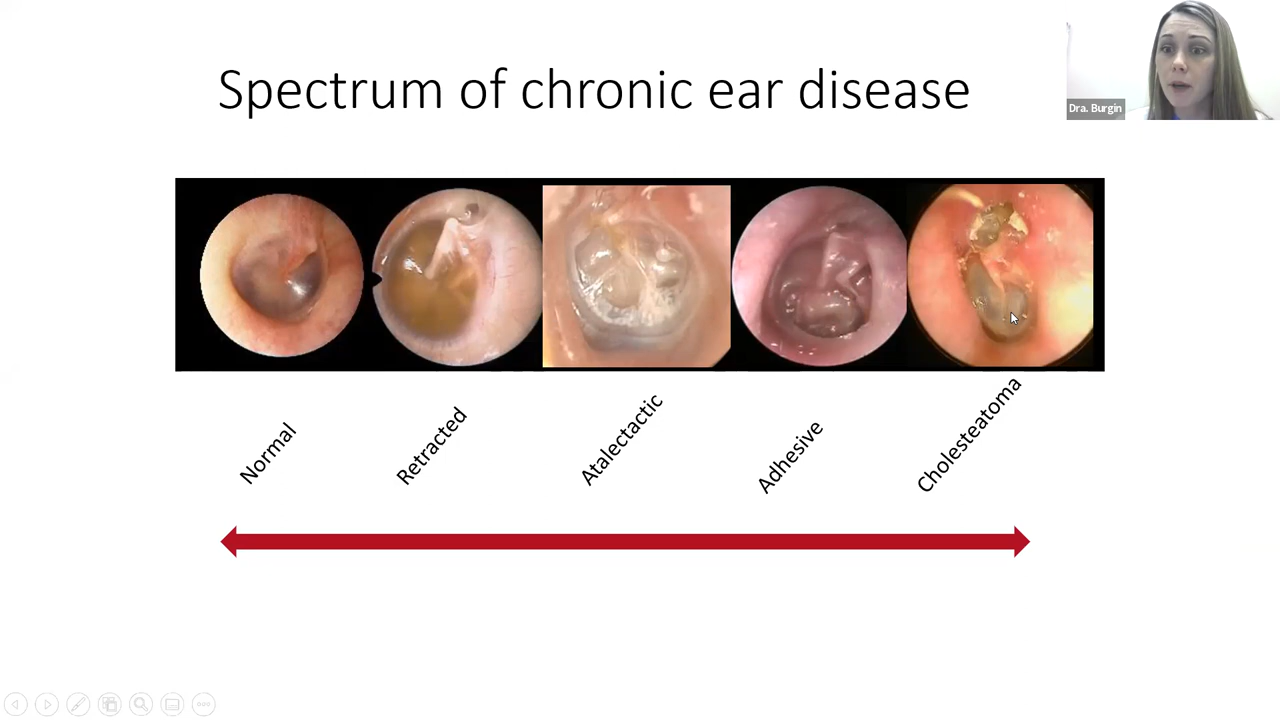 Spectrum of chronic ear disease
Dra. Burgin
Normal
Retracted
Atalectactic
Adhesive
Cholesteatoma